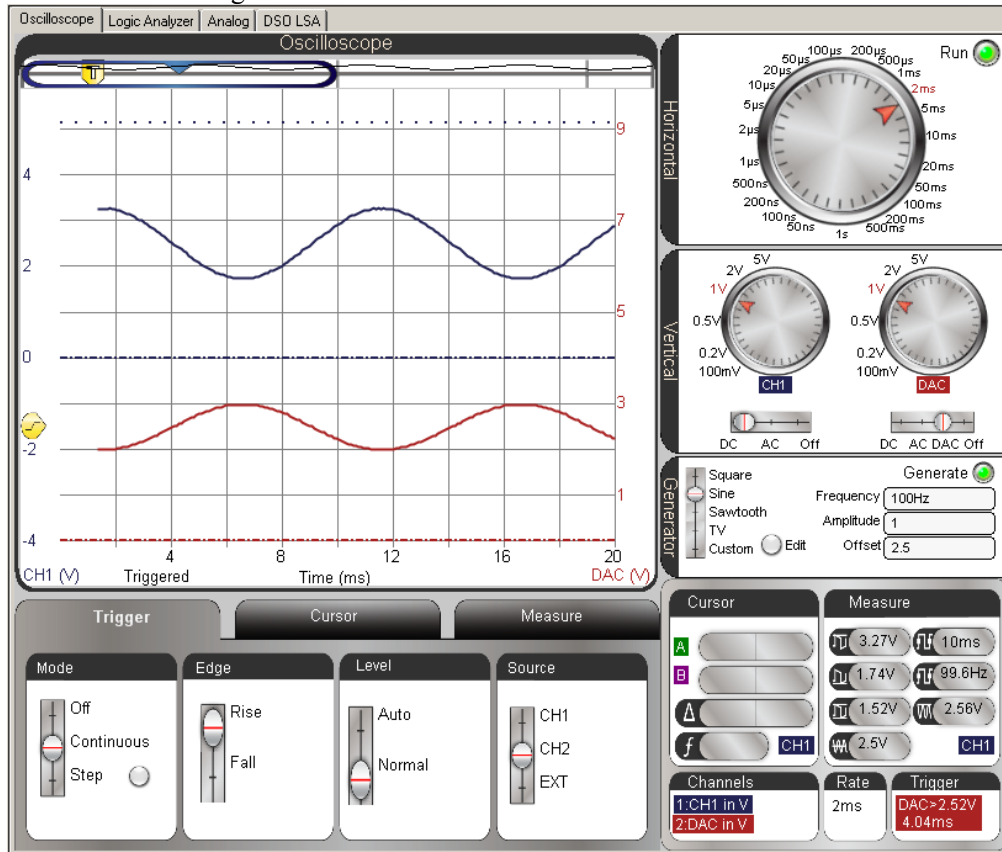 Oscilloscope Logic Analyzer Analog DSO LSA
Oscilloscope
T
4
2
0
-2
-4
9
7
5
3
1
4 8 12 16 20
CH1 (V) Triggered Time (ms) DAC (V)
Horizontal
Run
50ns
100ns
200ns
500ns
1µs
2µs
5µs
10µs
20µs
50µs
100µs
200µs
500µs
1ms
2ms
5ms
10ms
20ms
50ms
100ms
200ms
500ms
1s
Vertical
5V
2V
1V
0.5V
0.2V
100mV
CH1
DC AC Off
5V
2V
1V
0.5V
0.2V
100mV
DAC
DC AC DAC Off
Generator
Square
Sine
Sawtooth
TV
Custom Edit
Generate
Frequency 100Hz
Amplitude 1
Offset 2.5
Trigger Cursor Measure
Mode
Off
Continuous
Step
Edge
Rise
Fall
Level
Auto
Normal
Source
CH1
CH2
EXT
Cursor
A
B
Δ
f CH1
Measure
3.27V 10ms
1.74V 99.6Hz
1.52V 2.56V
2.5V CH1
Channels
1:CH1 in V
2:DAC in V
Rate
2ms
Trigger
DAC>2.52V
4.04ms